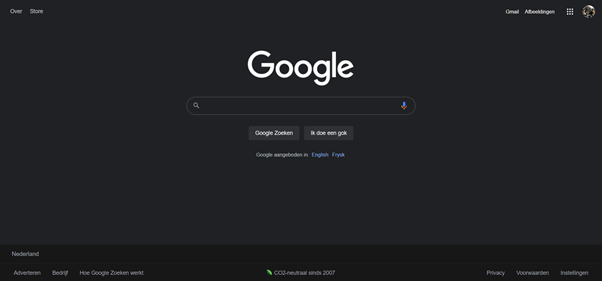 Over Store Gmail Afbeeldingen
Google
Google Zoeken Ik doe een gok
Google aangeboden in: English Frysk
Nederland
Adverteren Bedrijf Hoe Google Zoeken werkt CO2-neutraal sinds 2007 Privacy Voorwaarden Instellingen